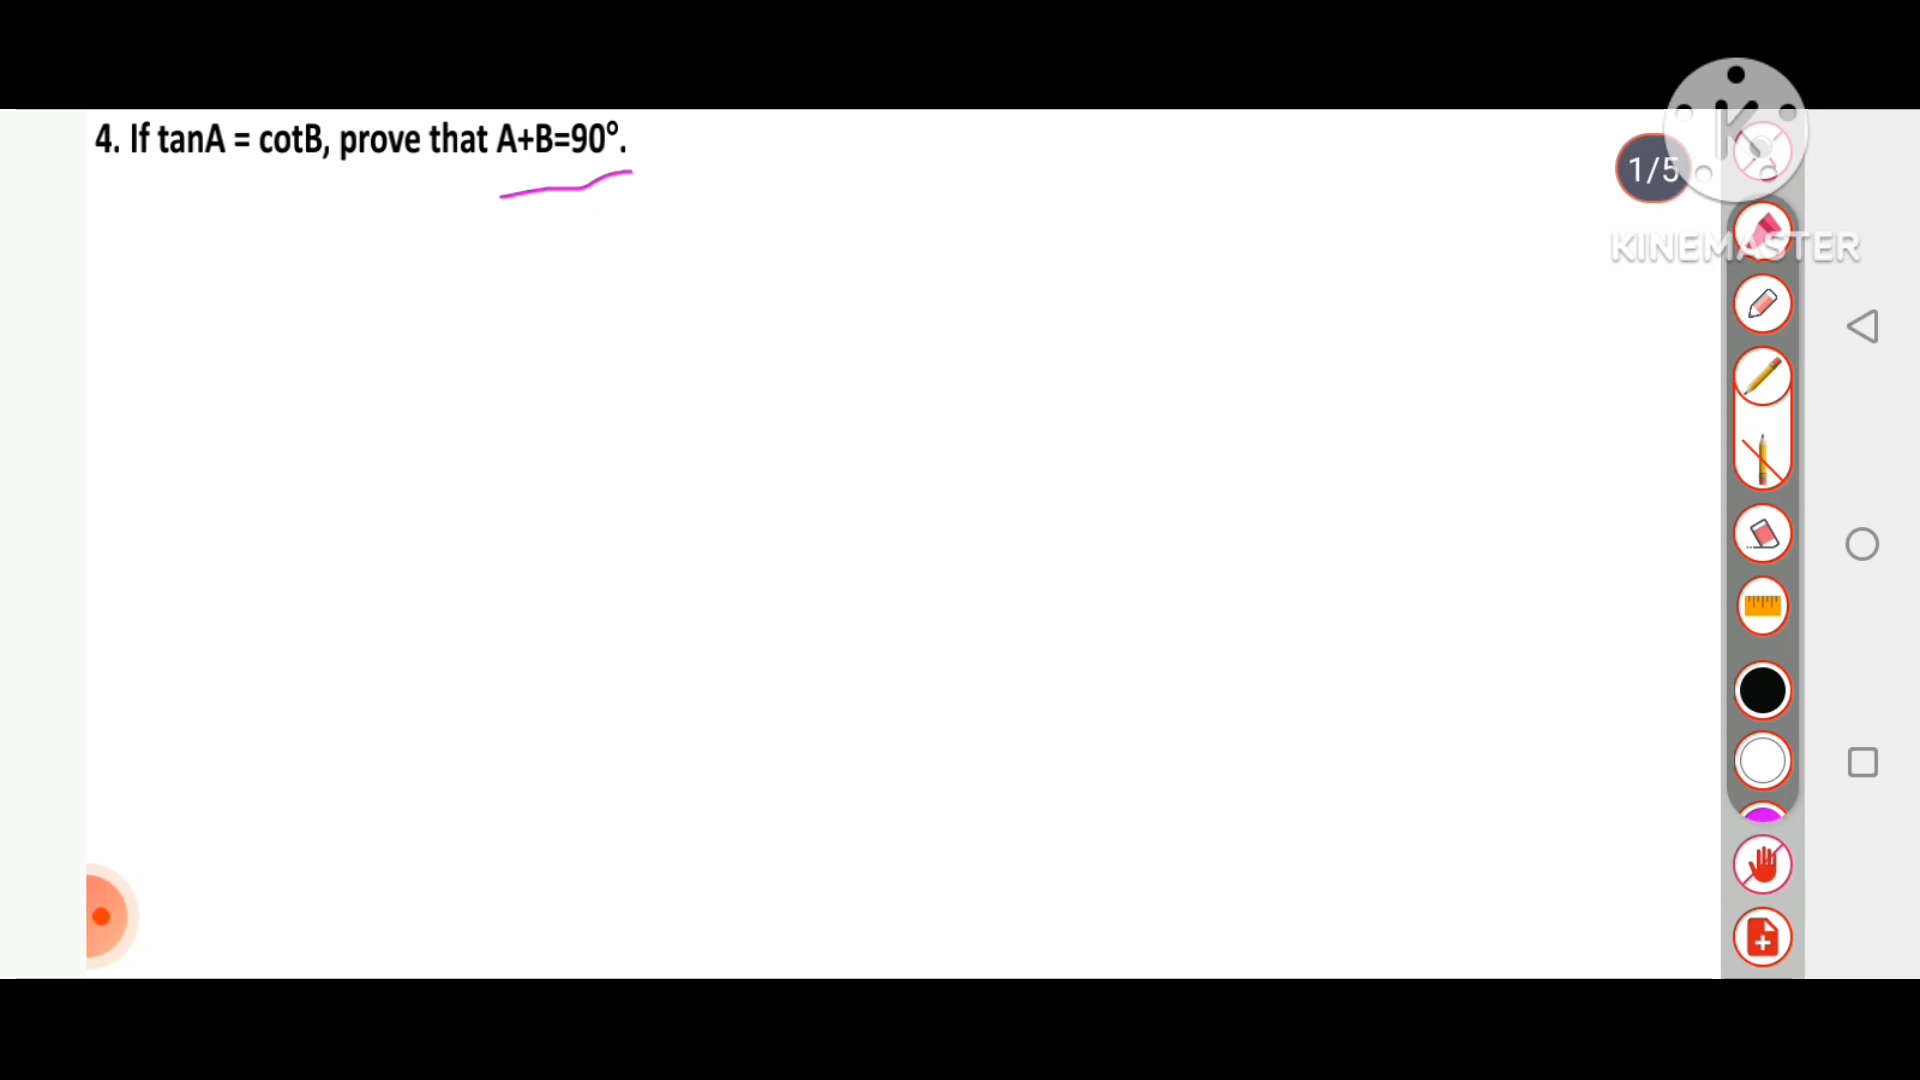 4. If tanA = cotB, prove that A+B=90°.
1/5
KINEMASTER